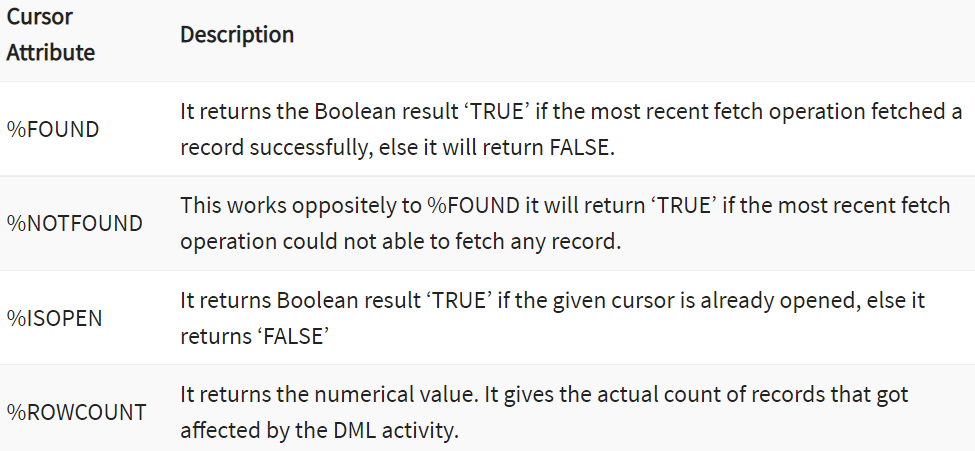 Cursor
Attribute
Description
%FOUND
It returns the Boolean result ‘TRUE’ if the most recent fetch operation fetched a
record successfully, else it will return FALSE.
%NOTFOUND
This works oppositely to %FOUND it will return ‘TRUE’ if the most recent fetch
operation could not able to fetch any record.
%ISOPEN
It returns Boolean result ‘TRUE’ if the given cursor is already opened, else it
returns ‘FALSE’
%ROWCOUNT
It returns the numerical value. It gives the actual count of records that got
affected by the DML activity.